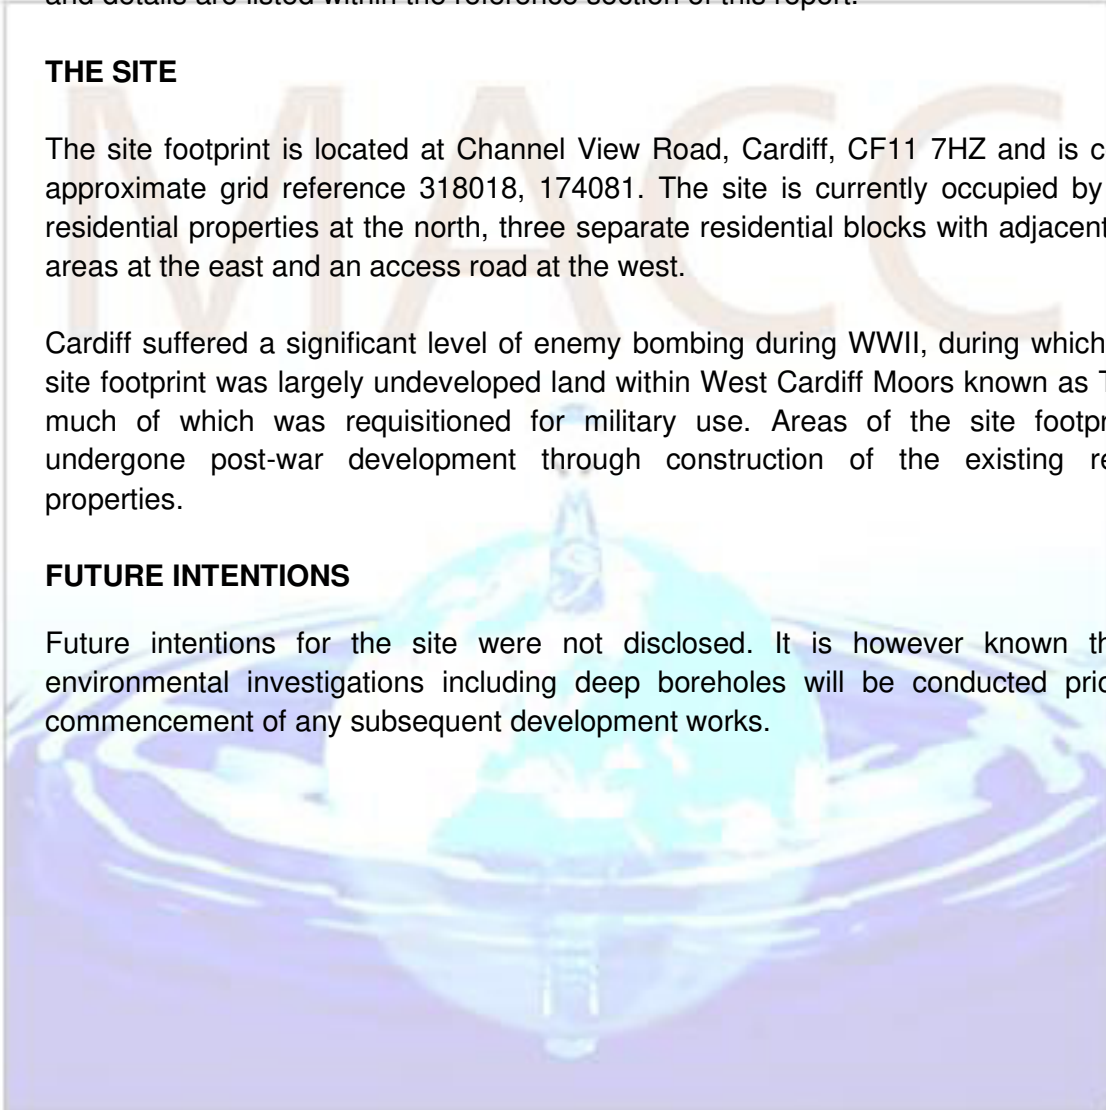 and details are listed within the reference section of this report.
THE SITE
MACC
The site footprint is located at Channel View Road, Cardiff, CF11 7HZ and is c
approximate grid reference 318018, 174081. The site is currently occupied by
residential properties at the north, three separate residential blocks with adjacent
areas at the east and an access road at the west.
Cardiff suffered a significant level of enemy bombing during WWII, during which
site footprint was largely undeveloped land within West Cardiff Moors known as T
much of which was requisitioned for military use. Areas of the site footpr
undergone post-war development through construction of the existing re
properties.
FUTURE INTENTIONS
Future intentions for the site were not disclosed. It is however known th
environmental investigations including deep boreholes will be conducted prio
commencement of any subsequent development works.